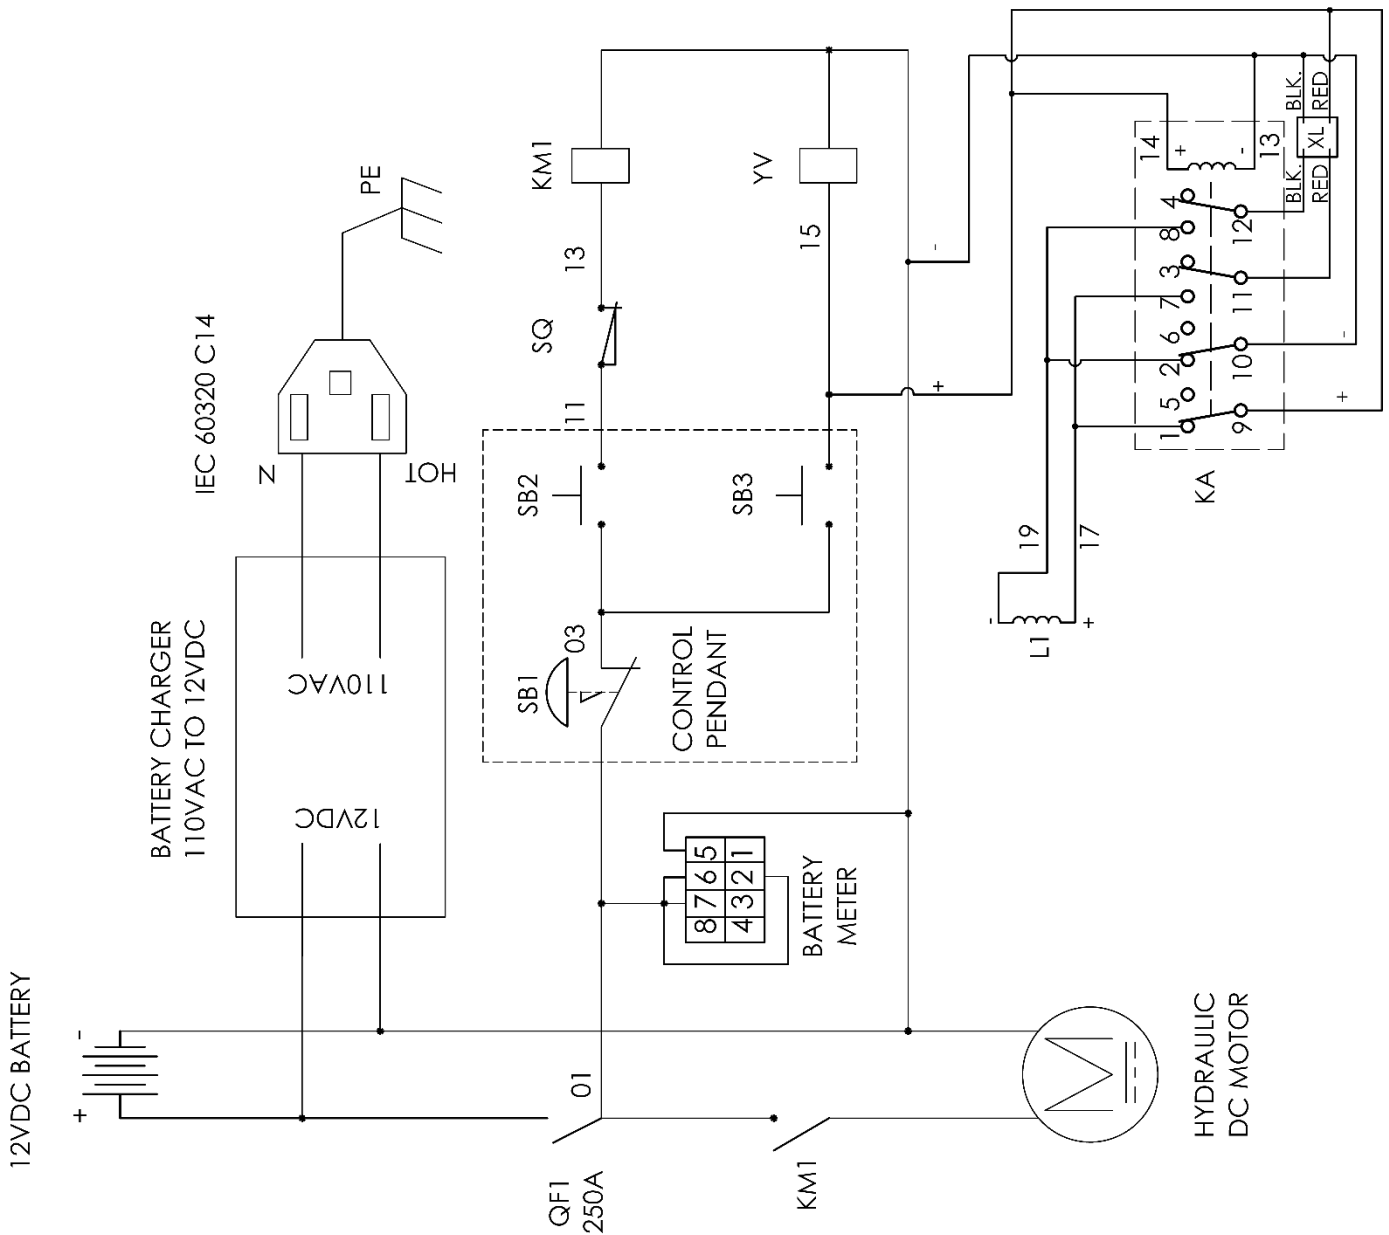 12VDC BATTERY
+
-
BATTERY CHARGER
110VAC TO 12VDC
12VDC
110VAC
IEC 60320 C14
N
HOT
PE
QF1
250A
01
KM1
HYDRAULIC
DC MOTOR
M
8 7 6 5
4 3 2 1
BATTERY
METER
SB1
03
CONTROL
PENDANT
SB2
SB3
11
SQ
13
KM1
15
YV
-
+
L1
-
+
19
17
KA
1 5 2 6 7 3 8 4
9 10 11 12
14
+
-
13
BLK.
RED
XL
BLK.
RED
+
-